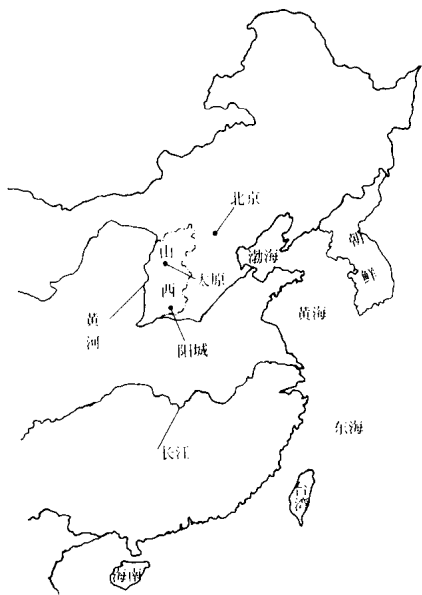 北京
山
太原
渤海
朝
鲜
西
黄
河
黄海
阳城
东海
长江
台
湾
海南